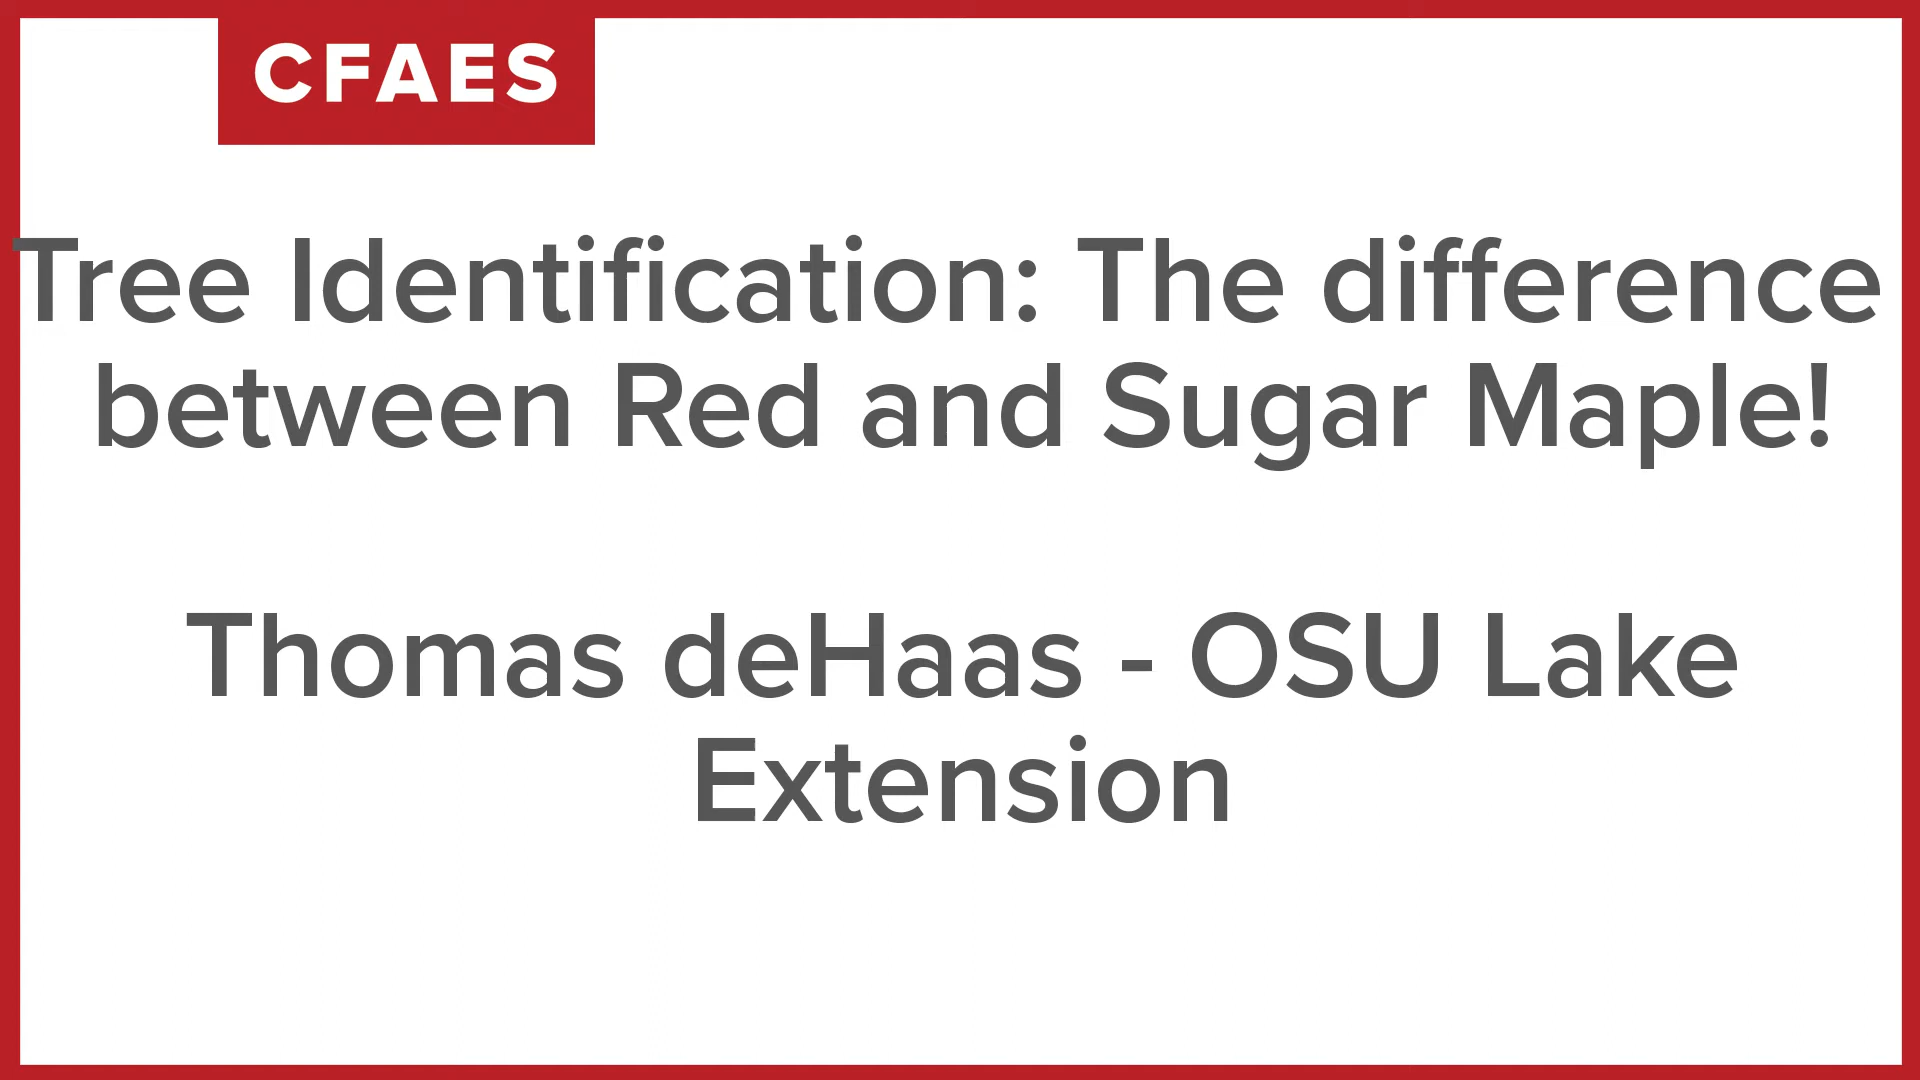 CFAES
Tree Identification: The difference
between Red and Sugar Maple!
Thomas deHaas - OSU Lake
Extension